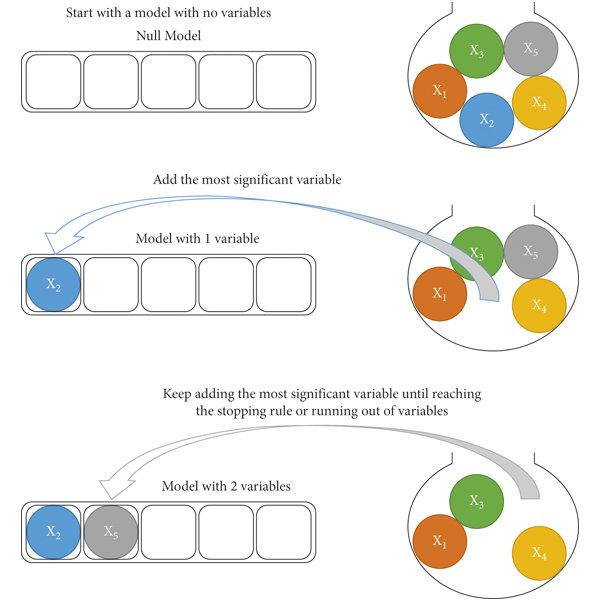 Start with a model with no variables
Null Model
X3
X5
X1
X4
X2
Add the most significant variable
Model with 1 variable
X3
X5
X2
X1
X4
Keep adding the most significant variable until reaching
the stopping rule or running out of variables
Model with 2 variables
X3
X2
X5
X1
X4